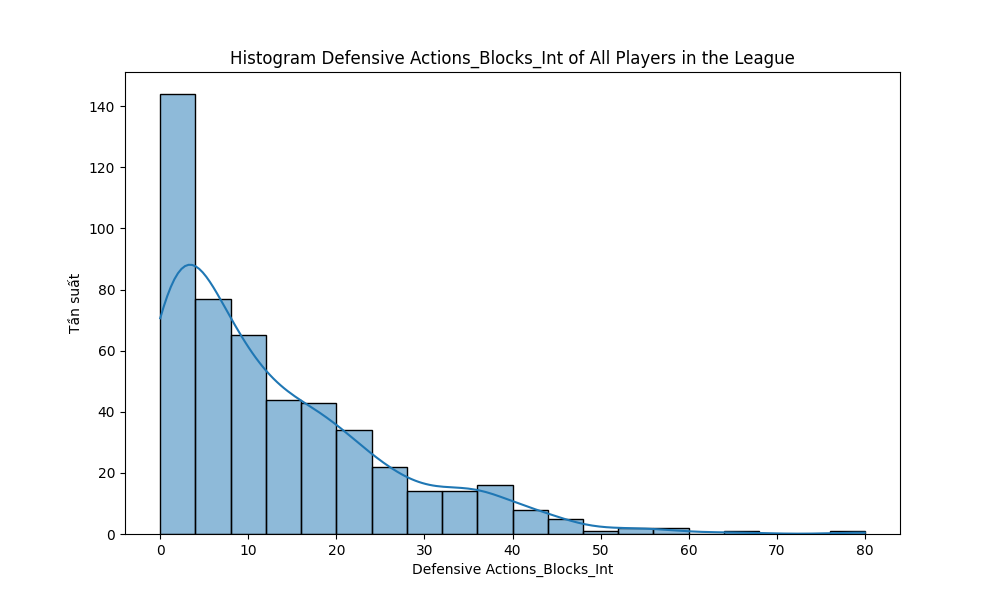 Histogram Defensive Actions_Blocks_Int of All Players in the League
Tần suất
140
120
100
80
60
40
20
0
0 10 20 30 40 50 60 70 80
Defensive Actions_Blocks_Int